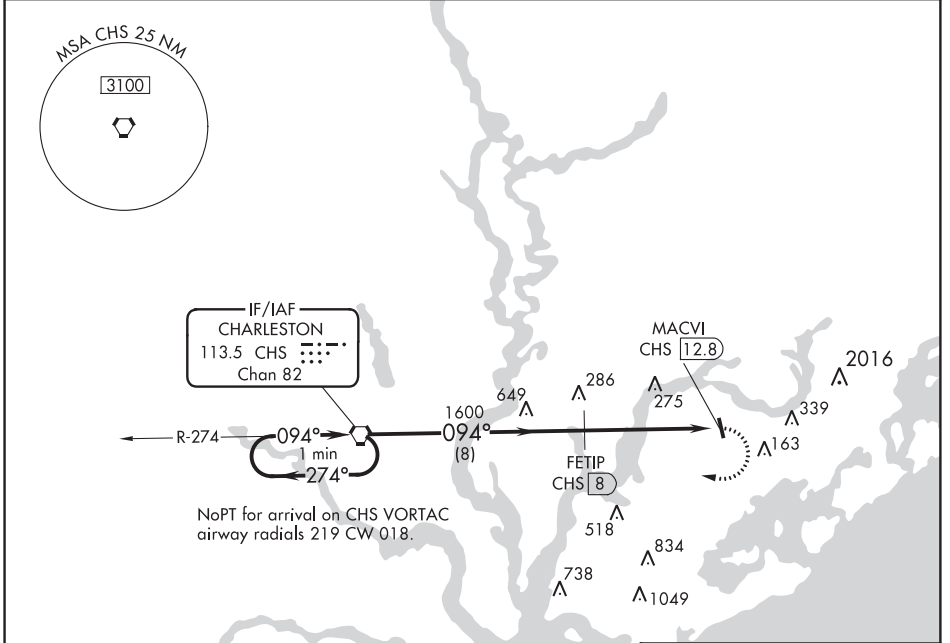 MSA CHS 25 NM
3100
IF/IAF
CHARLESTON
113.5 CHS
Chan 82
MACVI
CHS 12.8
2016
649
286
275
339
163
1600
094°
(8)
R-274
094°
1 min
274°
FETIP
CHS 8
NoPT for arrival on CHS VORTAC
airway radials 219 CW 018.
518
834
738
1049